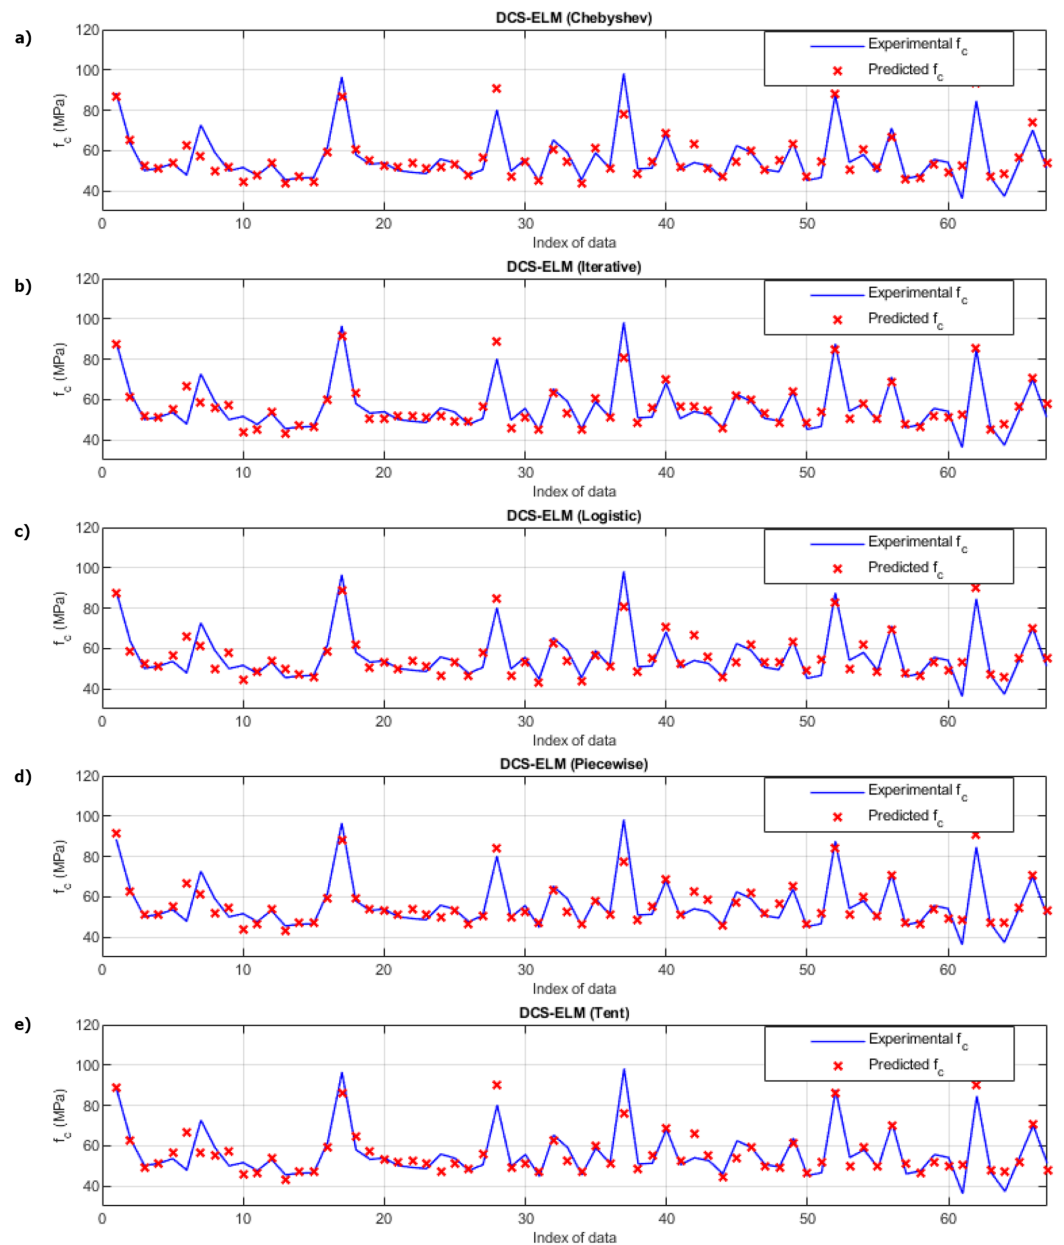 DCS-ELM (Chebyshev)
a)
120
100
80
60
40
f_c (MPa)
Experimental f_c
Predicted f_c
0 10 20 30 40 50 60
Index of data
DCS-ELM (Iterative)
b)
120
100
80
60
40
f_c (MPa)
Experimental f_c
Predicted f_c
0 10 20 30 40 50 60
Index of data
DCS-ELM (Logistic)
c)
120
100
80
60
40
f_c (MPa)
Experimental f_c
Predicted f_c
0 10 20 30 40 50 60
Index of data
DCS-ELM (Piecewise)
d)
120
100
80
60
40
f_c (MPa)
Experimental f_c
Predicted f_c
0 10 20 30 40 50 60
Index of data
DCS-ELM (Tent)
e)
120
100
80
60
40
f_c (MPa)
Experimental f_c
Predicted f_c
0 10 20 30 40 50 60
Index of data